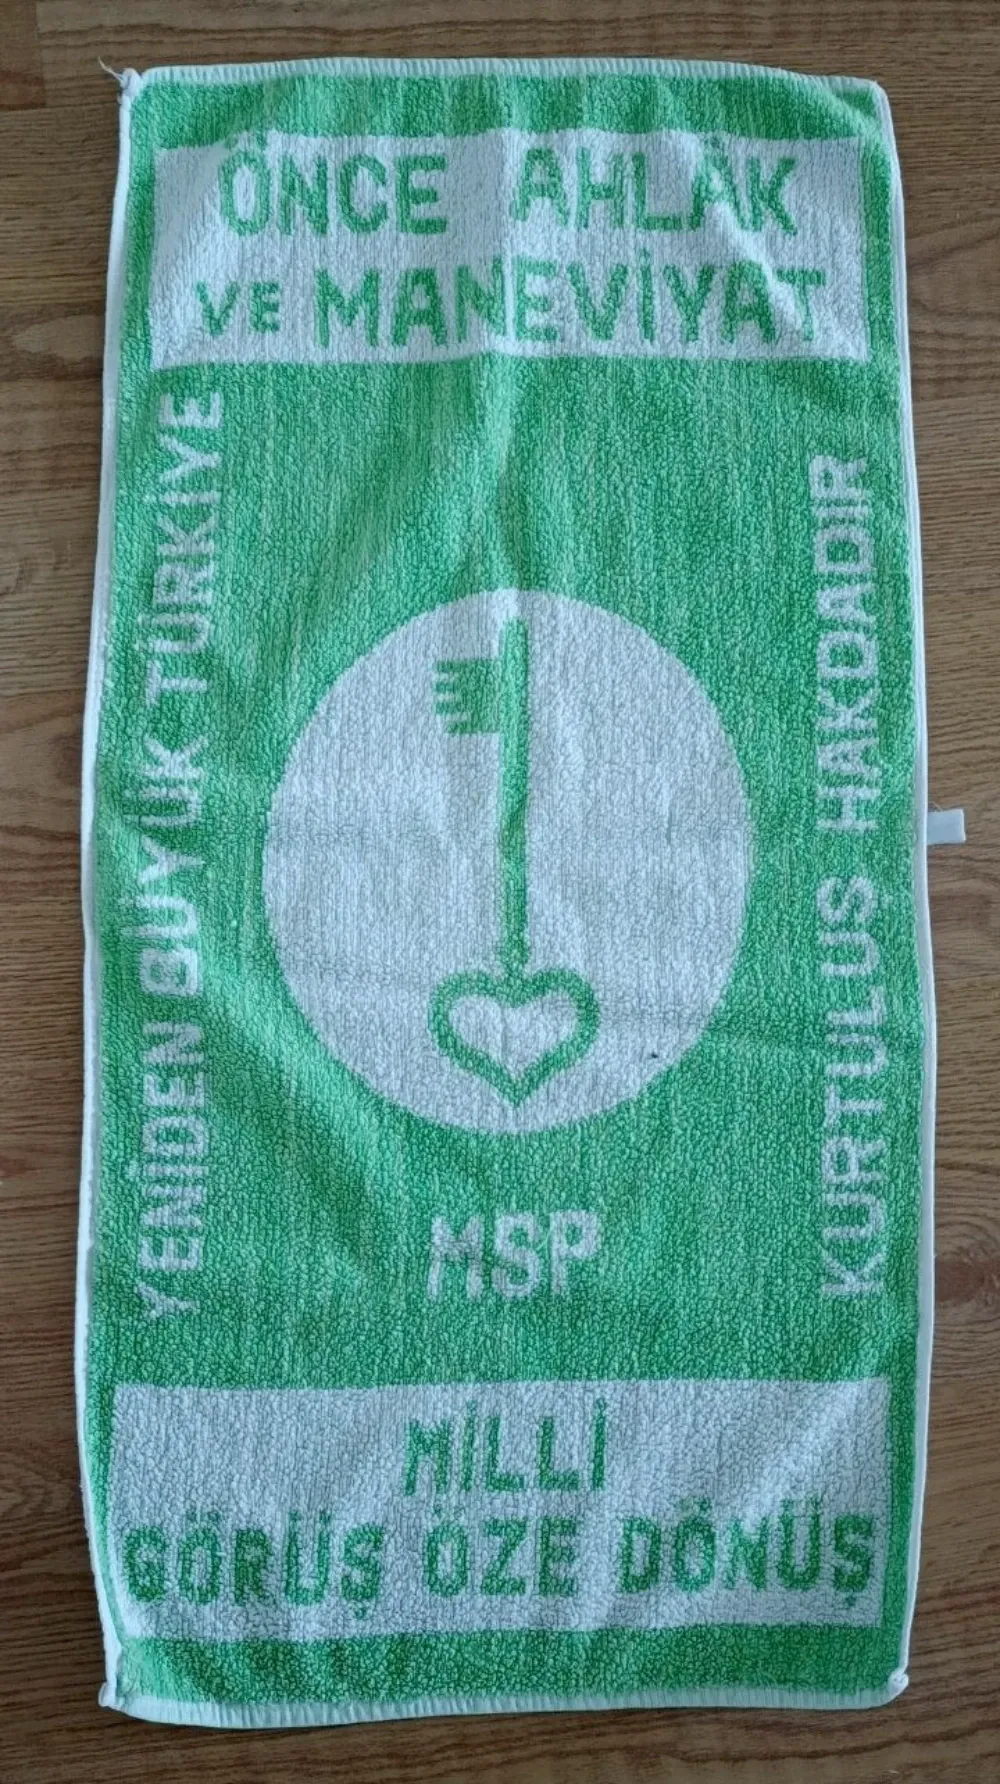 ÖNCE AHLÂK
VE MANEVİYAT
YENİDEN BÜYÜK TÜRKİYE
KURTULUŞ HAKDADIR
MSP
MİLLİ
GÖRÜŞ ÖZE DÖNÜŞ